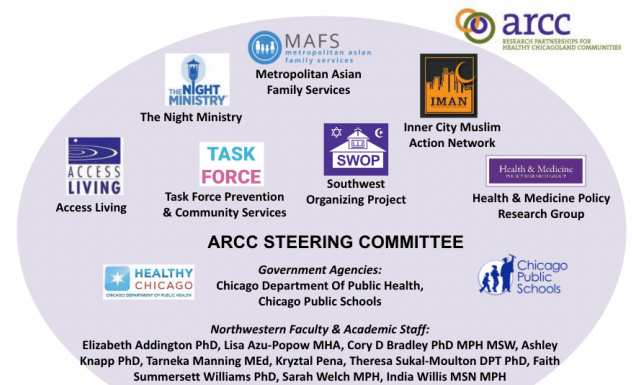 MAFS
metropolitan asian
family services
arcc
RESEARCH PARTNERSHIPS FOR
HEALTHY CHICAGOLAND COMMUNITIES
Metropolitan Asian
Family Services
THE NIGHT
MINISTRY
The Night Ministry
IMAN
Inner City Muslim
Action Network
ACCESS
LIVING
Access Living
TASK
FORCE
Task Force Prevention
& Community Services
SWOP
Southwest
Organizing Project
Health & Medicine
POLICY RESEARCH GROUP
Health & Medicine Policy
Research Group
ARCC STEERING COMMITTEE
HEALTHY
CHICAGO
CHICAGO DEPARTMENT OF PUBLIC HEALTH
Government Agencies:
Chicago Department Of Public Health,
Chicago Public Schools
Chicago
Public
Schools
Northwestern Faculty & Academic Staff:
Elizabeth Addington PhD, Lisa Azu-Popow MHA, Cory D Bradley PhD MPH MSW, Ashley
Knapp PhD, Tarneka Manning MEd, Kryztal Pena, Theresa Sukal-Moulton DPT PhD, Faith
Summersett Williams PhD, Sarah Welch MPH, India Willis MSN MPH